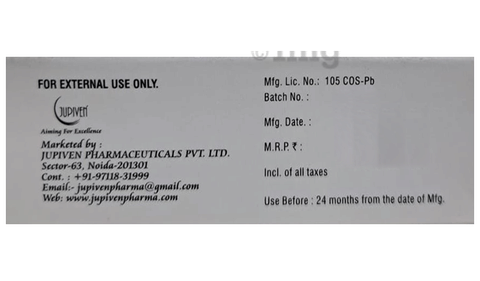 1mg
FOR EXTERNAL USE ONLY.
JUPIVEN
Aiming For Excellence
Marketed by :
JUPIVEN PHARMACEUTICALS PVT. LTD.
Sector-63, Noida-201301
Cont. : +91-97118-31999
Email:- jupivenpharma@gmail.com
Web: www.jupivenpharma.com
Mfg. Lic. No.: 105 COS-Pb
Batch No. :
Mfg. Date. :
M.R.P. ₹ :
Incl. of all taxes
Use Before : 24 months from the date of Mfg.